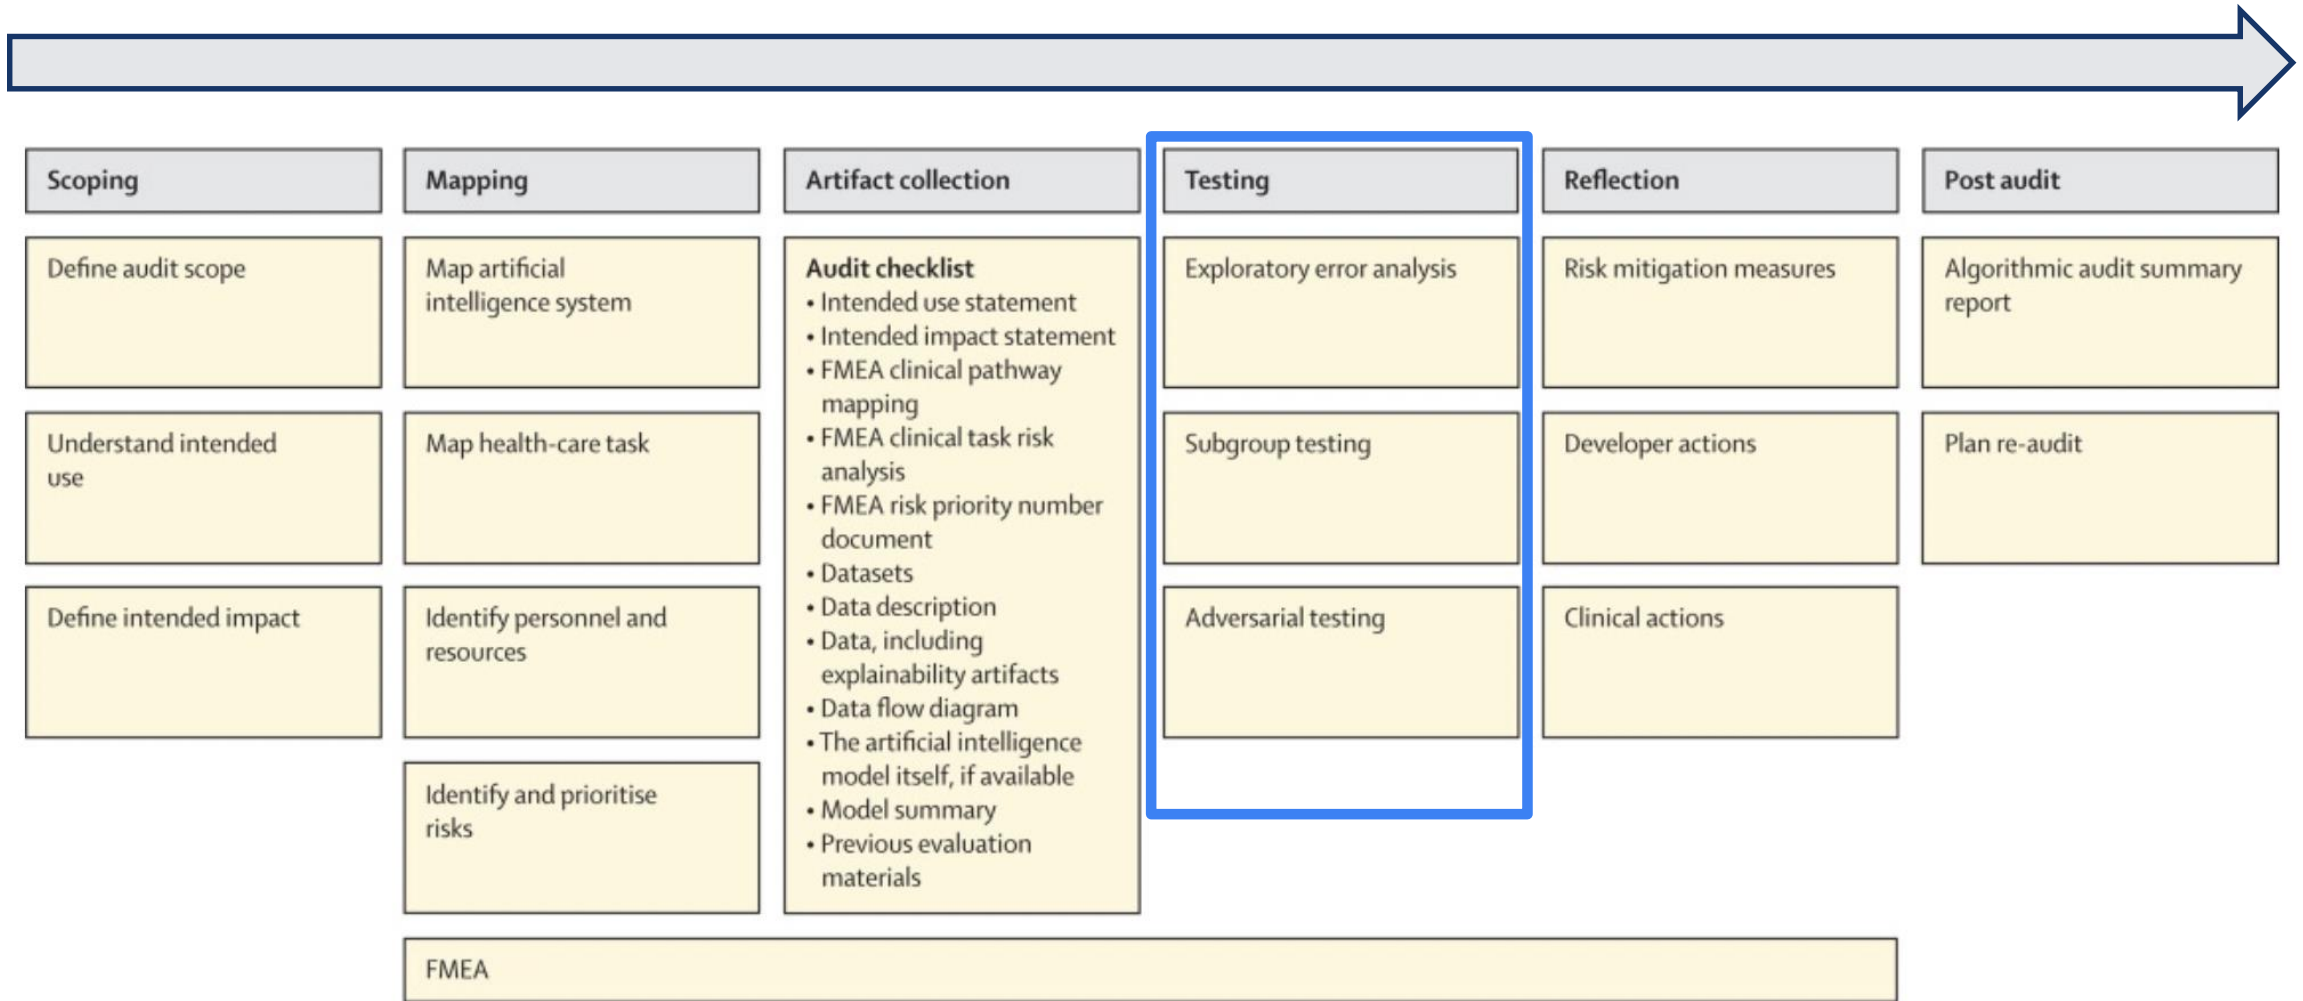 Scoping
Define audit scope
Understand intended
use
Define intended impact
Mapping
Map artificial
intelligence system
Map health-care task
Identify personnel and
resources
Identify and prioritise
risks
Artifact collection
Audit checklist
• Intended use statement
• Intended impact statement
• FMEA clinical pathway
mapping
• FMEA clinical task risk
analysis
• FMEA risk priority number
document
• Datasets
• Data description
• Data, including
explainability artifacts
• Data flow diagram
• The artificial intelligence
model itself, if available
• Model summary
• Previous evaluation
materials
Testing
Exploratory error analysis
Subgroup testing
Adversarial testing
Reflection
Risk mitigation measures
Developer actions
Clinical actions
Post audit
Algorithmic audit summary
report
Plan re-audit
FMEA